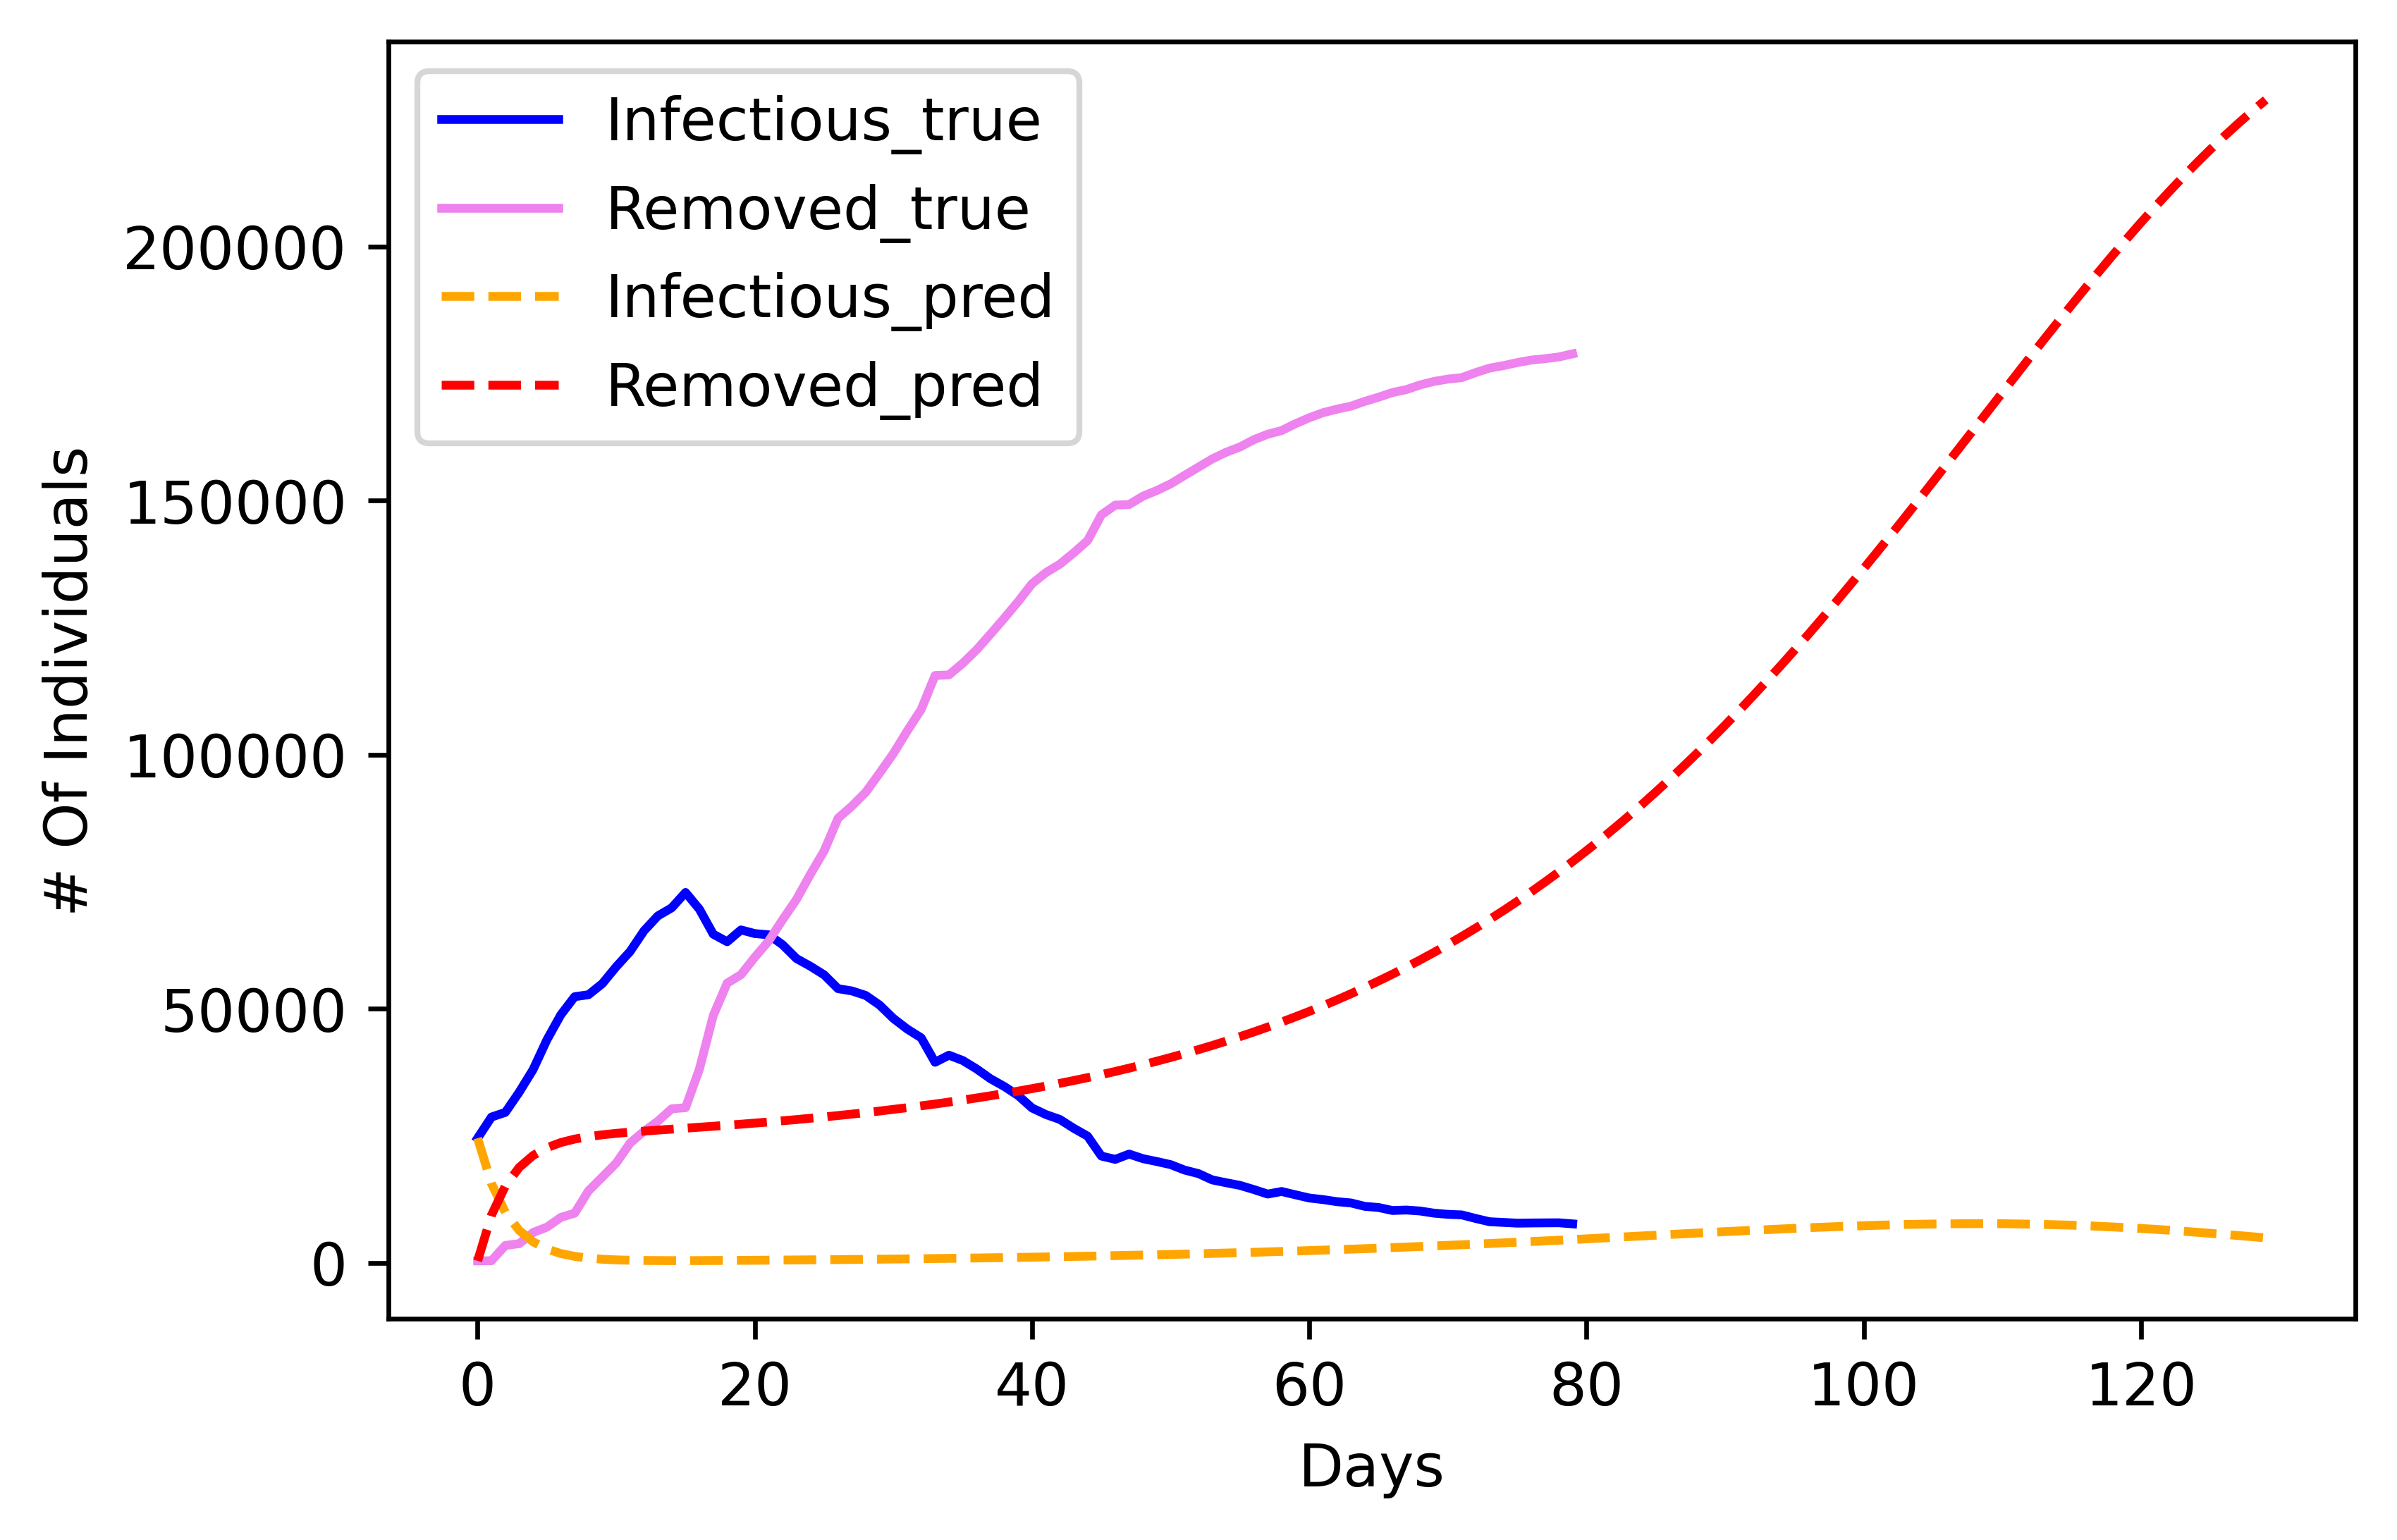 Infectious_true
Removed_true
Infectious_pred
Removed_pred
200000
150000
100000
50000
0
# Of Individuals
0 20 40 60 80 100 120
Days